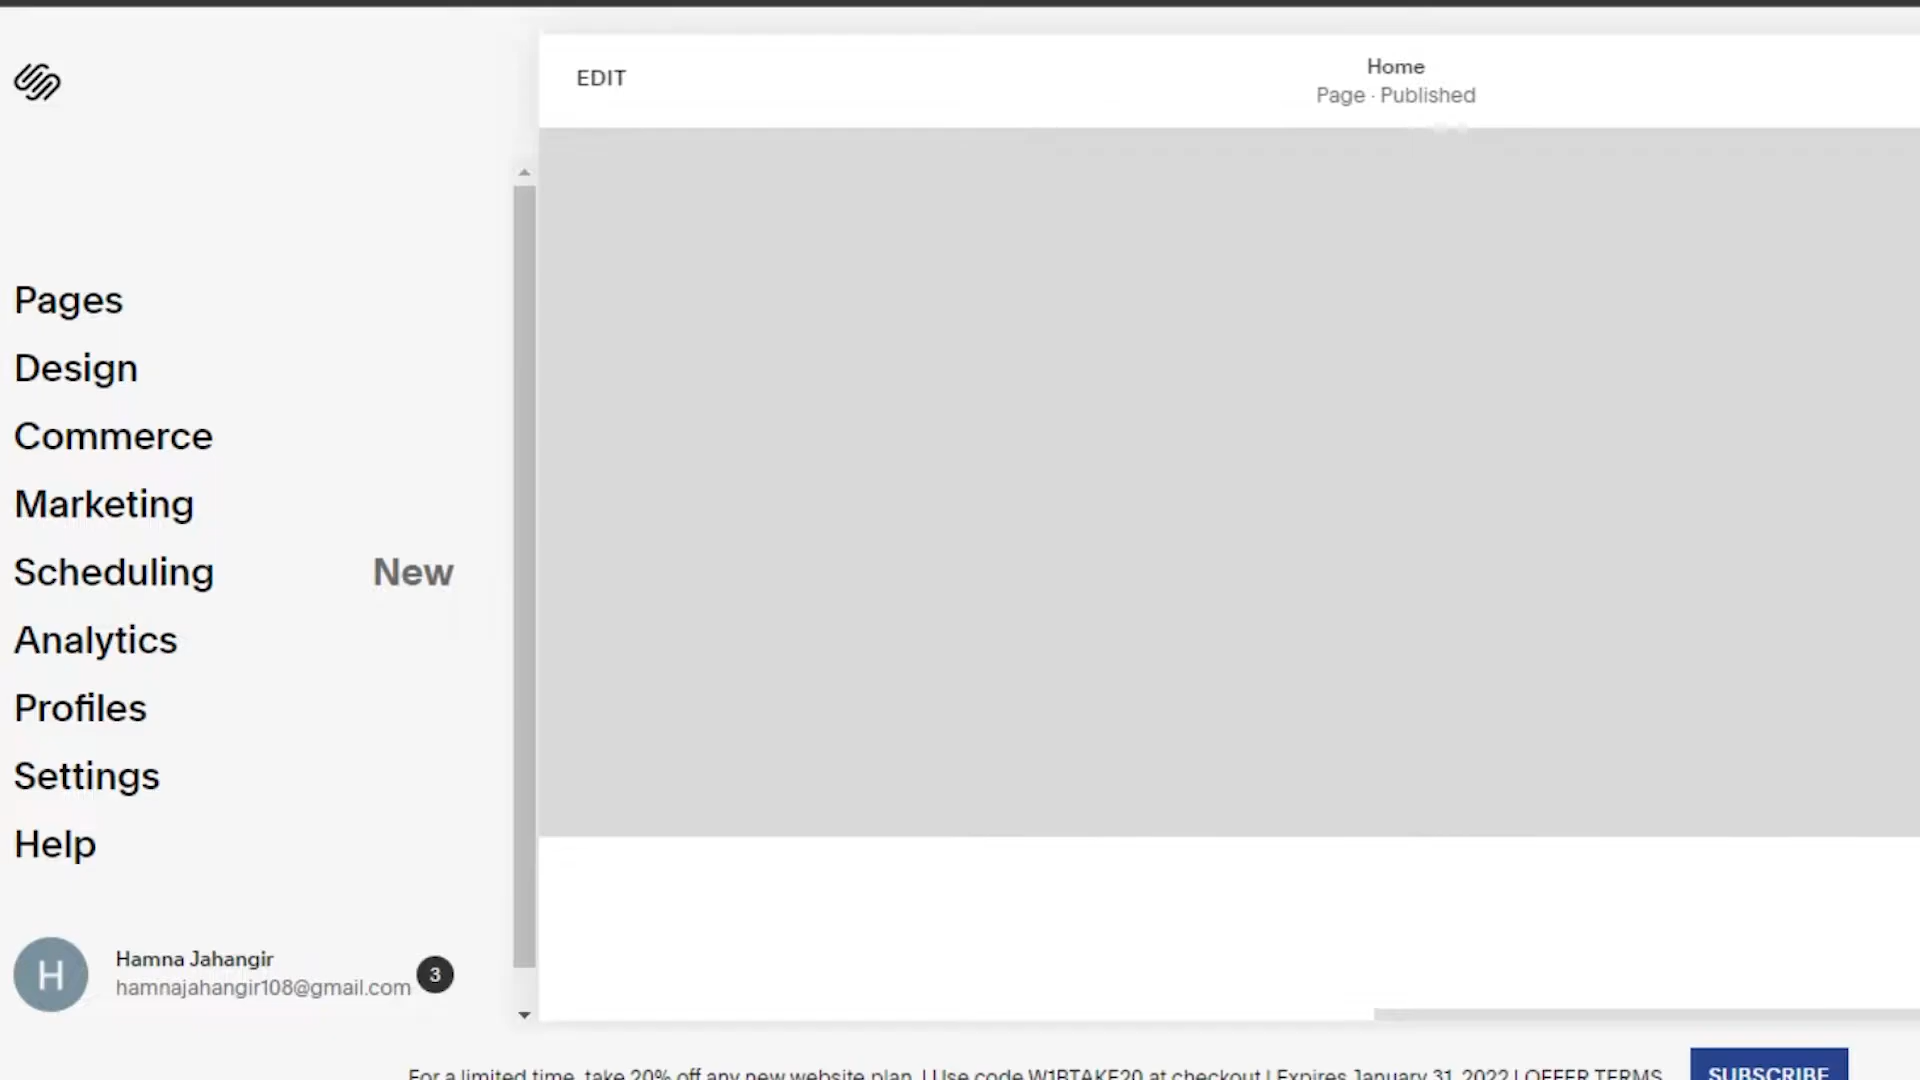 EDIT
Home
Page · Published
Pages
Design
Commerce
Marketing
Scheduling New
Analytics
Profiles
Settings
Help
H
Hamna Jahangir
hamnajahangir108@gmail.com
3
For a limited time, take 20% off any new website plan. | Use code W1BTAKE20 at checkout | Expires January 31, 2022 | OFFER TERMS
SUBSCRIBE